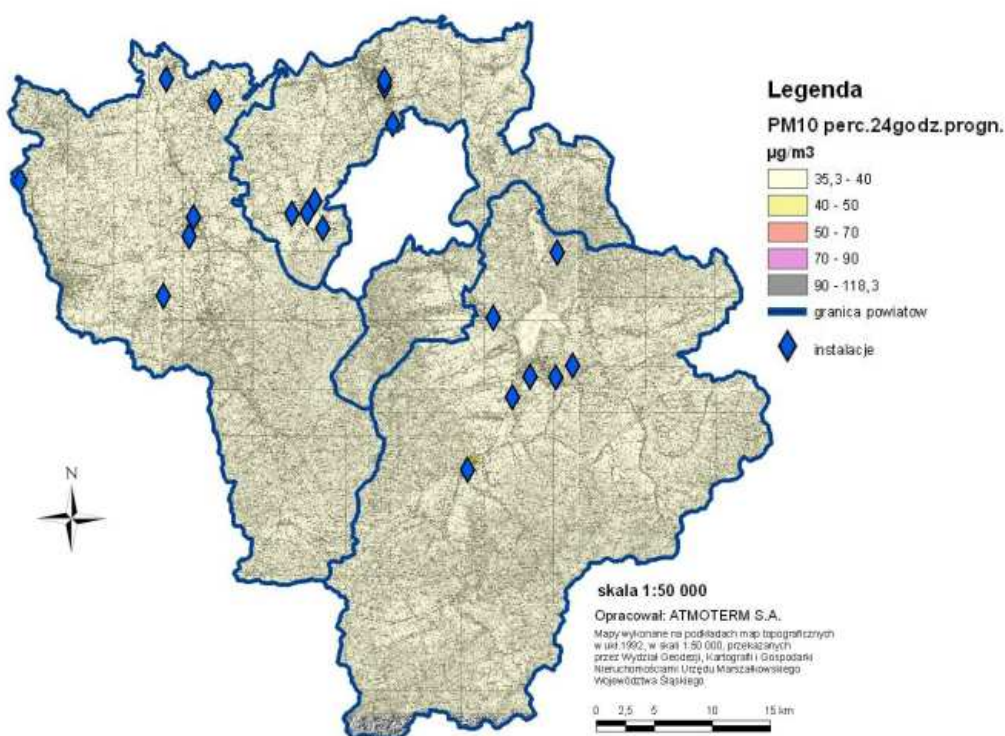 Legenda
PM10 perc.24godz.progn.
µg/m3
35,3 - 40
40 - 50
50 - 70
70 - 90
90 - 118,3
granica powiatow
instalacje
N
skala 1:50 000
Opracował: ATMOTERM S.A.
Mapy wykonane na podkładach map topograficznych
w ukł.1992, w skali 1:50 000, przekazanych
przez Wydział Geodezji, Kartografii i Gospodarki
Nieruchomościami Urzędu Marszałkowskiego
Województwa Śląskiego
0 2,5 5 10 15 km